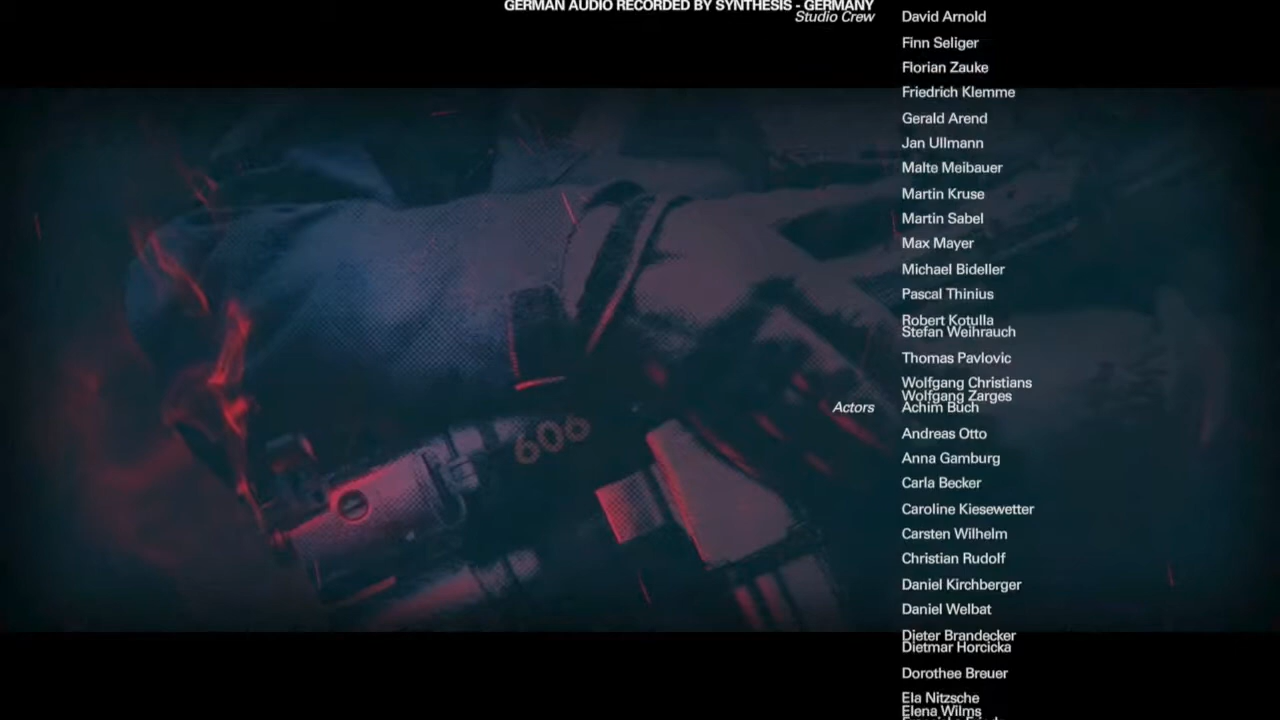 GERMAN AUDIO RECORDED BY SYNTHESIS - GERMANY
Studio Crew
David Arnold
Finn Seliger
Florian Zauke
Friedrich Klemme
Gerald Arend
Jan Ullmann
Malte Meibauer
Martin Kruse
Martin Sabel
Max Mayer
Michael Bideller
Pascal Thinius
Robert Kotulla
Stefan Weihrauch
Thomas Pavlovic
Wolfgang Christians
Wolfgang Zarges
Actors
Achim Buch
Andreas Otto
Anna Gamburg
Carla Becker
Caroline Kiesewetter
Carsten Wilhelm
Christian Rudolf
Daniel Kirchberger
Daniel Welbat
Dieter Brandecker
Dietmar Horcicka
Dorothee Breuer
Ela Nitzsche
Elena Wilms
606